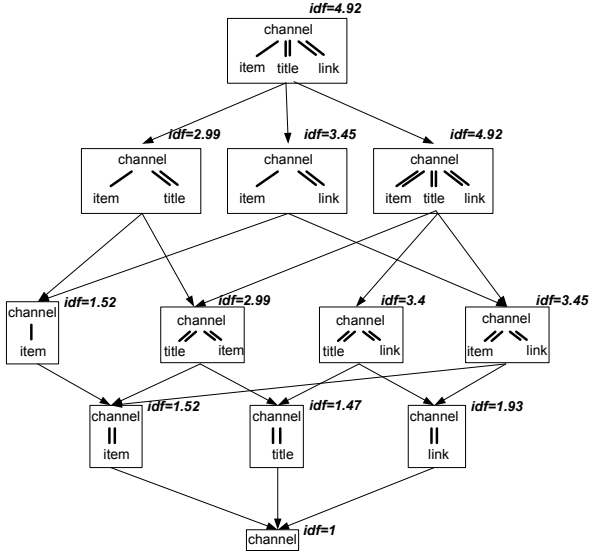 idf=4.92
channel
item title link
idf=2.99
idf=3.45
idf=4.92
channel
channel
channel
item title
item link
item title link
idf=1.52
idf=2.99
idf=3.4
idf=3.45
channel
channel
channel
channel
item
title item
title link
item link
idf=1.52
idf=1.47
idf=1.93
channel
channel
channel
item
title
link
idf=1
channel